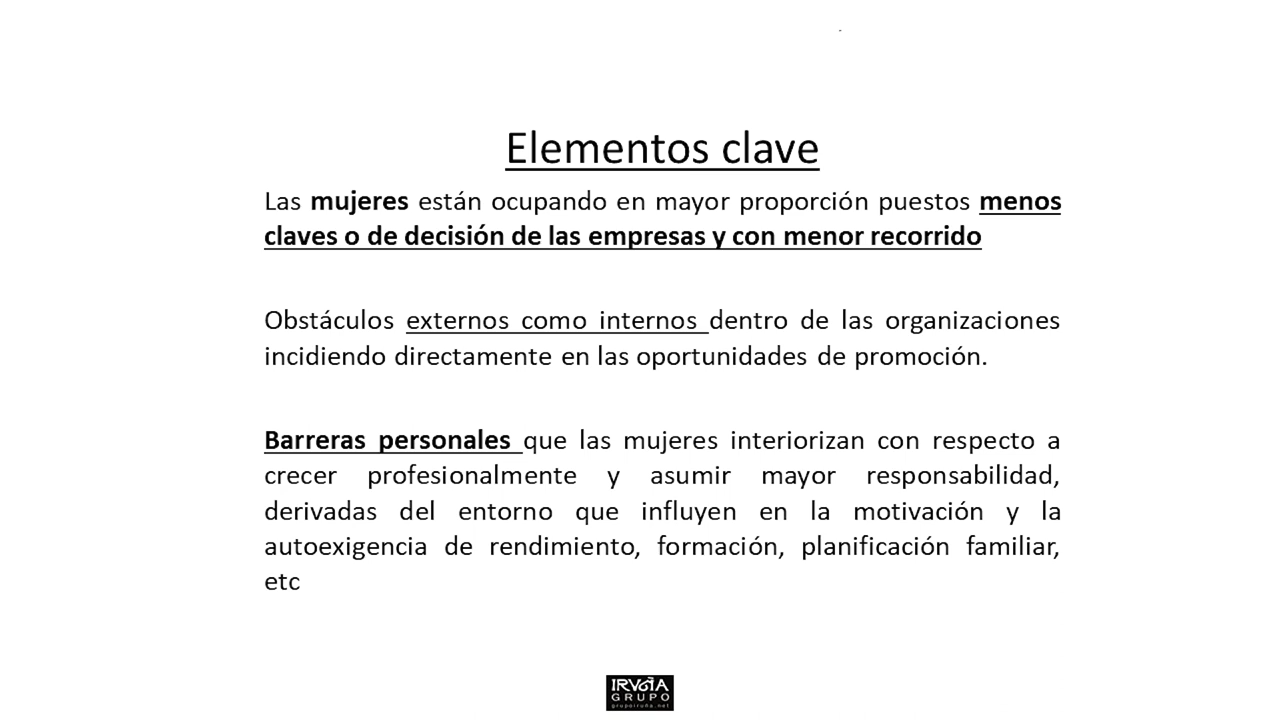 Elementos clave
Las mujeres están ocupando en mayor proporción puestos menos
claves o de decisión de las empresas y con menor recorrido
Obstáculos externos como internos dentro de las organizaciones
incidiendo directamente en las oportunidades de promoción.
Barreras personales que las mujeres interiorizan con respecto a
crecer profesionalmente y asumir mayor responsabilidad,
derivadas del entorno que influyen en la motivación y la
autoexigencia de rendimiento, formación, planificación familiar,
etc
GRUPO